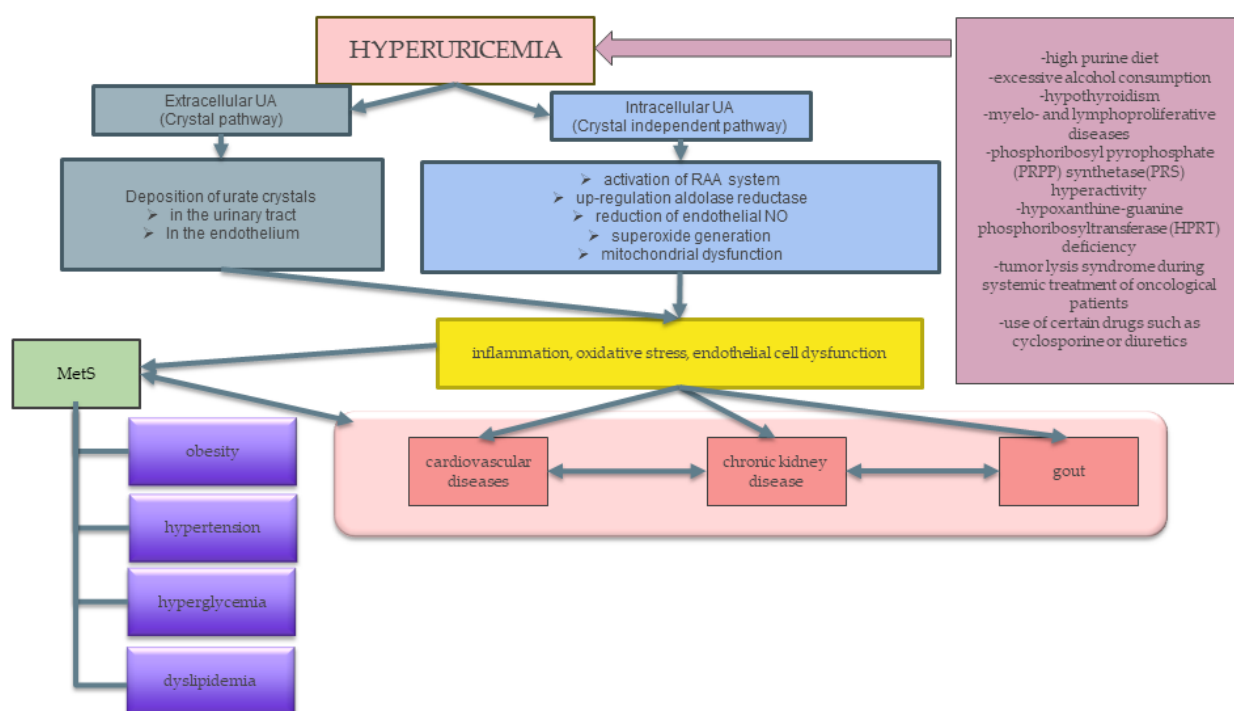 HYPERURICEMIA
Extracellular UA
(Crystal pathway)
Intracellular UA
(Crystal independent pathway)
Deposition of urate crystals
➢ in the urinary tract
➢ In the endothelium
➢ activation of RAA system
➢ up-regulation aldolase reductase
➢ reduction of endothelial NO
➢ superoxide generation
➢ mitochondrial dysfunction
-high purine diet
-excessive alcohol consumption
-hypothyroidism
-myelo- and lymphoproliferative
diseases
-phosphoribosyl pyrophosphate
(PRPP) synthetase(PRS)
hyperactivity
-hypoxanthine-guanine
phosphoribosyltransferase (HPRT)
deficiency
-tumor lysis syndrome during
systemic treatment of oncological
patients
-use of certain drugs such as
cyclosporine or diuretics
inflammation, oxidative stress, endothelial cell dysfunction
MetS
obesity
hypertension
hyperglycemia
dyslipidemia
cardiovascular
diseases
chronic kidney
disease
gout